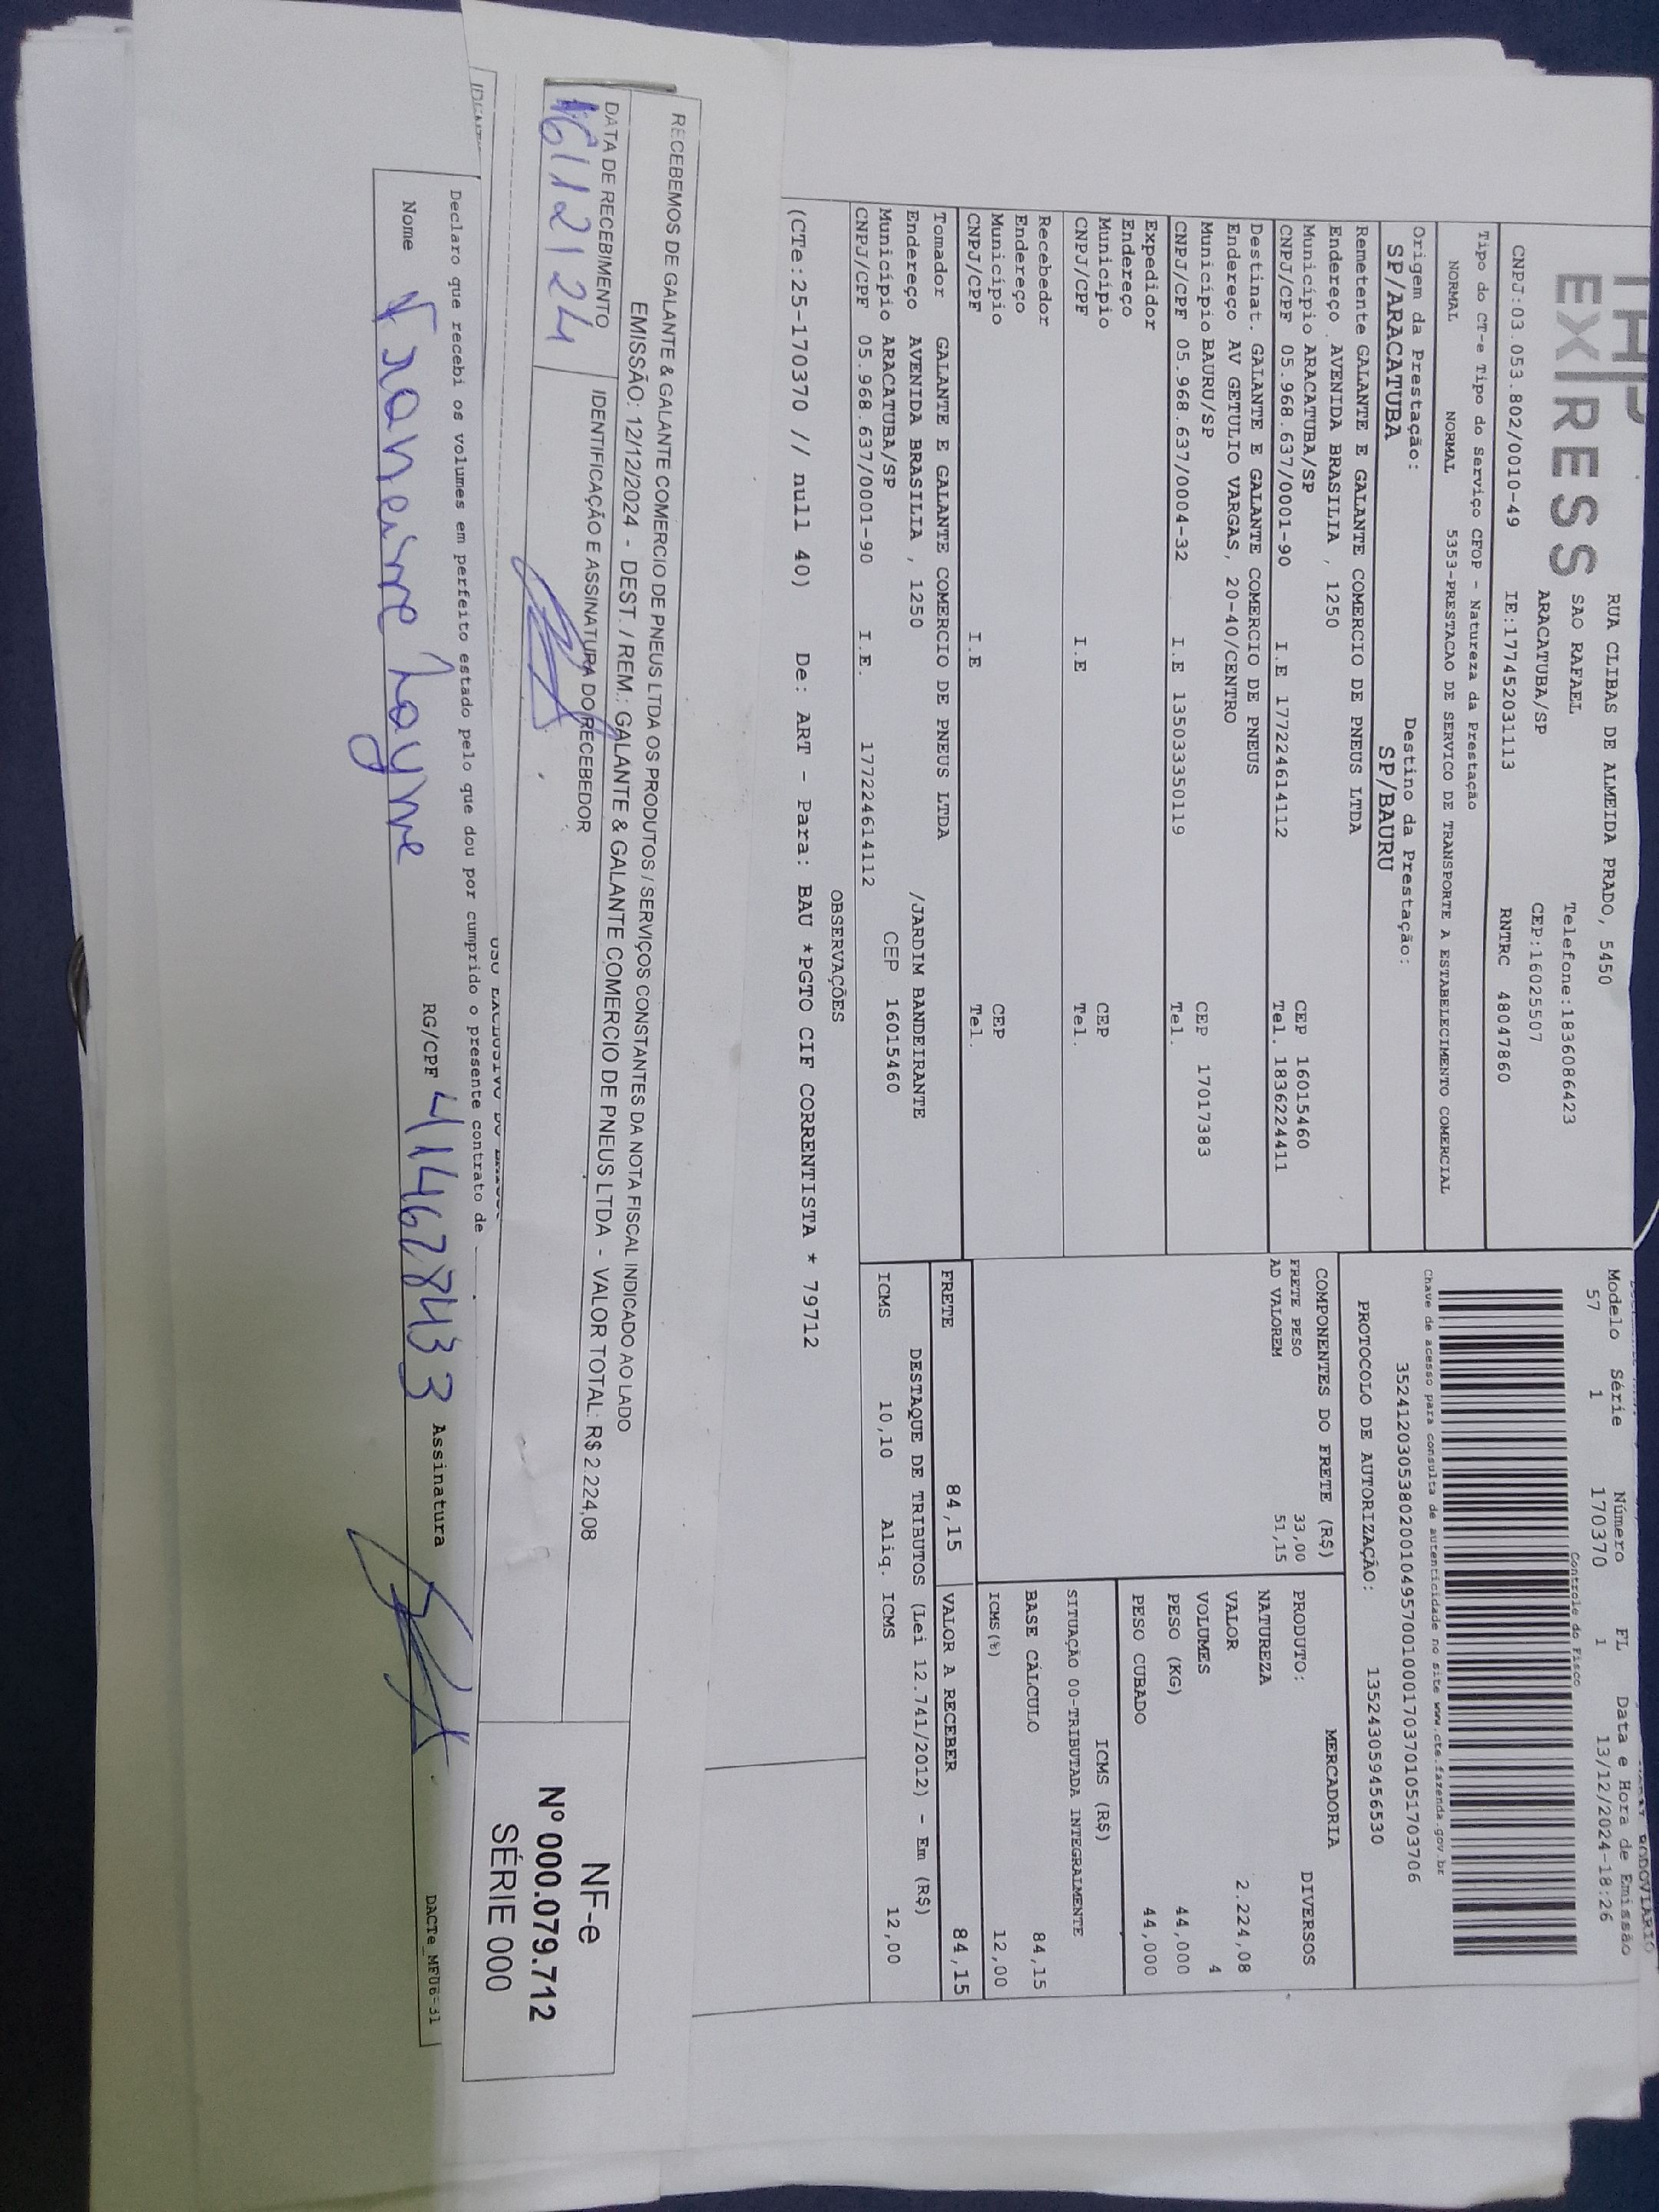 THP
EXPRESS
RUA CLIBAS DE ALMEIDA PRADO, 5450
SAO RAFAEL Telefone:1836086423
ARACATUBA/SP CEP:16025507
CNPJ:03.053.802/0010-49 IE:177452031113 RNTRC 48047860
Tipo do CT-e Tipo do Serviço CFOP - Natureza da Prestação
NORMAL NORMAL 5353-PRESTACAO DE SERVICO DE TRANSPORTE A ESTABELECIMENTO COMERCIAL
Origem da Prestação: Destino da Prestação:
SP/ARACATUBA SP/BAURU
Remetente GALANTE E GALANTE COMERCIO DE PNEUS LTDA
Endereço AVENIDA BRASILIA , 1250
Município ARACATUBA/SP CEP 16015460
CNPJ/CPF 05.968.637/0001-90 I.E 177224614112 Tel. 1836224411
Destinat. GALANTE E GALANTE COMERCIO DE PNEUS
Endereço AV GETULIO VARGAS, 20-40/CENTRO
Município BAURU/SP CEP 17017383
CNPJ/CPF 05.968.637/0004-32 I.E 135033350119 Tel.
Expedidor
Endereço
Município CEP
CNPJ/CPF I.E Tel.
Recebedor
Endereço
Município CEP
CNPJ/CPF I.E Tel.
Tomador GALANTE E GALANTE COMERCIO DE PNEUS LTDA
Endereço AVENIDA BRASILIA , 1250 /JARDIM BANDEIRANTE
Município ARACATUBA/SP CEP 16015460
CNPJ/CPF 05.968.637/0001-90 I.E. 177224614112
RODOVIARIO
Modelo Série Número FL Data e Hora de Emissão
57 1 170370 1 13/12/2024-18:26
Controle do Fisco
Chave de acesso para consulta de autenticidade no site www.cte.fazenda.gov.br
35241203053802001049570010001703701051703706
PROTOCOLO DE AUTORIZAÇÃO: 135243059456530
COMPONENTES DO FRETE (R$)
FRETE PESO 33,00
AD VALOREM 51,15
MERCADORIA
PRODUTO: DIVERSOS
NATUREZA
VALOR 2.224,08
VOLUMES 4
PESO (KG) 44,000
PESO CUBADO 44,000
ICMS (R$)
SITUAÇÃO 00-TRIBUTADA INTEGRALMENTE
BASE CÁLCULO 84,15
ICMS(%) 12,00
FRETE 84,15 VALOR A RECEBER 84,15
DESTAQUE DE TRIBUTOS (Lei 12.741/2012) - Em (R$)
ICMS 10,10 Aliq. ICMS 12,00
OBSERVAÇÕES
(CTe:25-170370 // null 40) De: ART - Para: BAU *PGTO CIF CORRENTISTA * 79712
RECEBEMOS DE GALANTE & GALANTE COMERCIO DE PNEUS LTDA OS PRODUTOS / SERVIÇOS CONSTANTES DA NOTA FISCAL INDICADO AO LADO
EMISSÃO: 12/12/2024 - DEST. / REM.: GALANTE & GALANTE COMERCIO DE PNEUS LTDA - VALOR TOTAL: R$ 2.224,08
DATA DE RECEBIMENTO IDENTIFICAÇÃO E ASSINATURA DO RECEBEDOR
16/12/24
NF-e
Nº 000.079.712
SÉRIE 000
USO EXCLUSIVO DO
Declaro que recebi os volumes em perfeito estado pelo que dou por cumprido o presente contrato de
Nome RG/CPF 414678433 Assinatura
DACTe_MF06-31